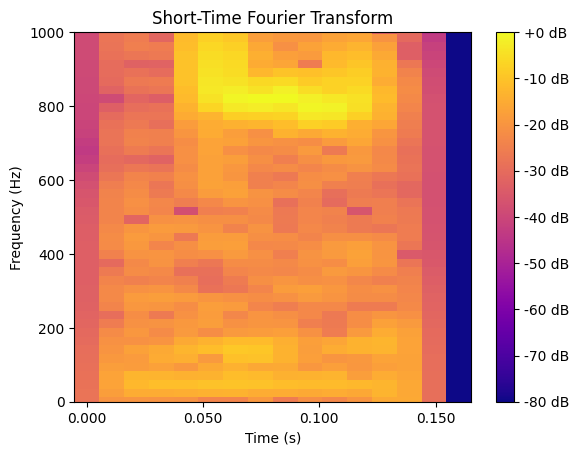 Short-Time Fourier Transform
1000
800
600
400
200
0
Frequency (Hz)
0.000
0.050
0.100
0.150
Time (s)
+0 dB
-10 dB
-20 dB
-30 dB
-40 dB
-50 dB
-60 dB
-70 dB
-80 dB